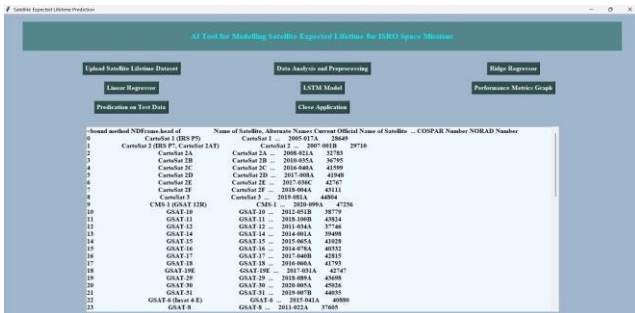 Satellite Expected Lifetime Prediction
AI Tool for Modelling Satellite Expected Lifetime for ISRO Space Missions
Upload Satellite Lifetime Dataset Data Analysis and Preprocessing Ridge Regressor
Linear Regressor LSTM Model Performance Metrics Graph
Predication on Test Data Close Application
<bound method NDFrame.head of Name of Satellite, Alternate Names Current Official Name of Satellite ... COSPAR Number NORAD Number
0 CartoSat 1 (IRS P5) CartoSat 1 ... 2005-017A 28649
1 CartoSat 2 (IRS P7, CartoSat 2AT) CartoSat 2 ... 2007-001B 29710
2 CartoSat 2A CartoSat 2A ... 2008-021A 32783
3 CartoSat 2B CartoSat 2B ... 2010-035A 36795
4 CartoSat 2C CartoSat 2C ... 2016-040A 41599
5 CartoSat 2D CartoSat 2D ... 2017-008A 41948
6 CartoSat 2E CartoSat 2E ... 2017-036C 42767
7 CartoSat 2F CartoSat 2F ... 2018-004A 43111
8 CartoSat 3 CartoSat 3 ... 2019-081A 44804
9 CMS-1 (GSAT 12R) CMS-1 ... 2020-099A 47256
10 GSAT-10 GSAT-10 ... 2012-051B 38779
11 GSAT-11 GSAT-11 ... 2018-100B 43824
12 GSAT-12 GSAT-12 ... 2011-034A 37746
13 GSAT-14 GSAT-14 ... 2014-001A 39498
14 GSAT-15 GSAT-15 ... 2015-065A 41028
15 GSAT-16 GSAT-16 ... 2014-078A 40332
16 GSAT-17 GSAT-17 ... 2017-040B 42815
17 GSAT-18 GSAT-18 ... 2016-060A 41793
18 GSAT-19E GSAT-19E ... 2017-031A 42747
19 GSAT-29 GSAT-29 ... 2018-089A 43698
20 GSAT-30 GSAT-30 ... 2020-005A 45026
21 GSAT-31 GSAT-31 ... 2019-007B 44035
22 GSAT-6 (Insat 4-E) GSAT-6 ... 2015-041A 40880
23 GSAT-8 GSAT-8 ... 2011-022A 37605